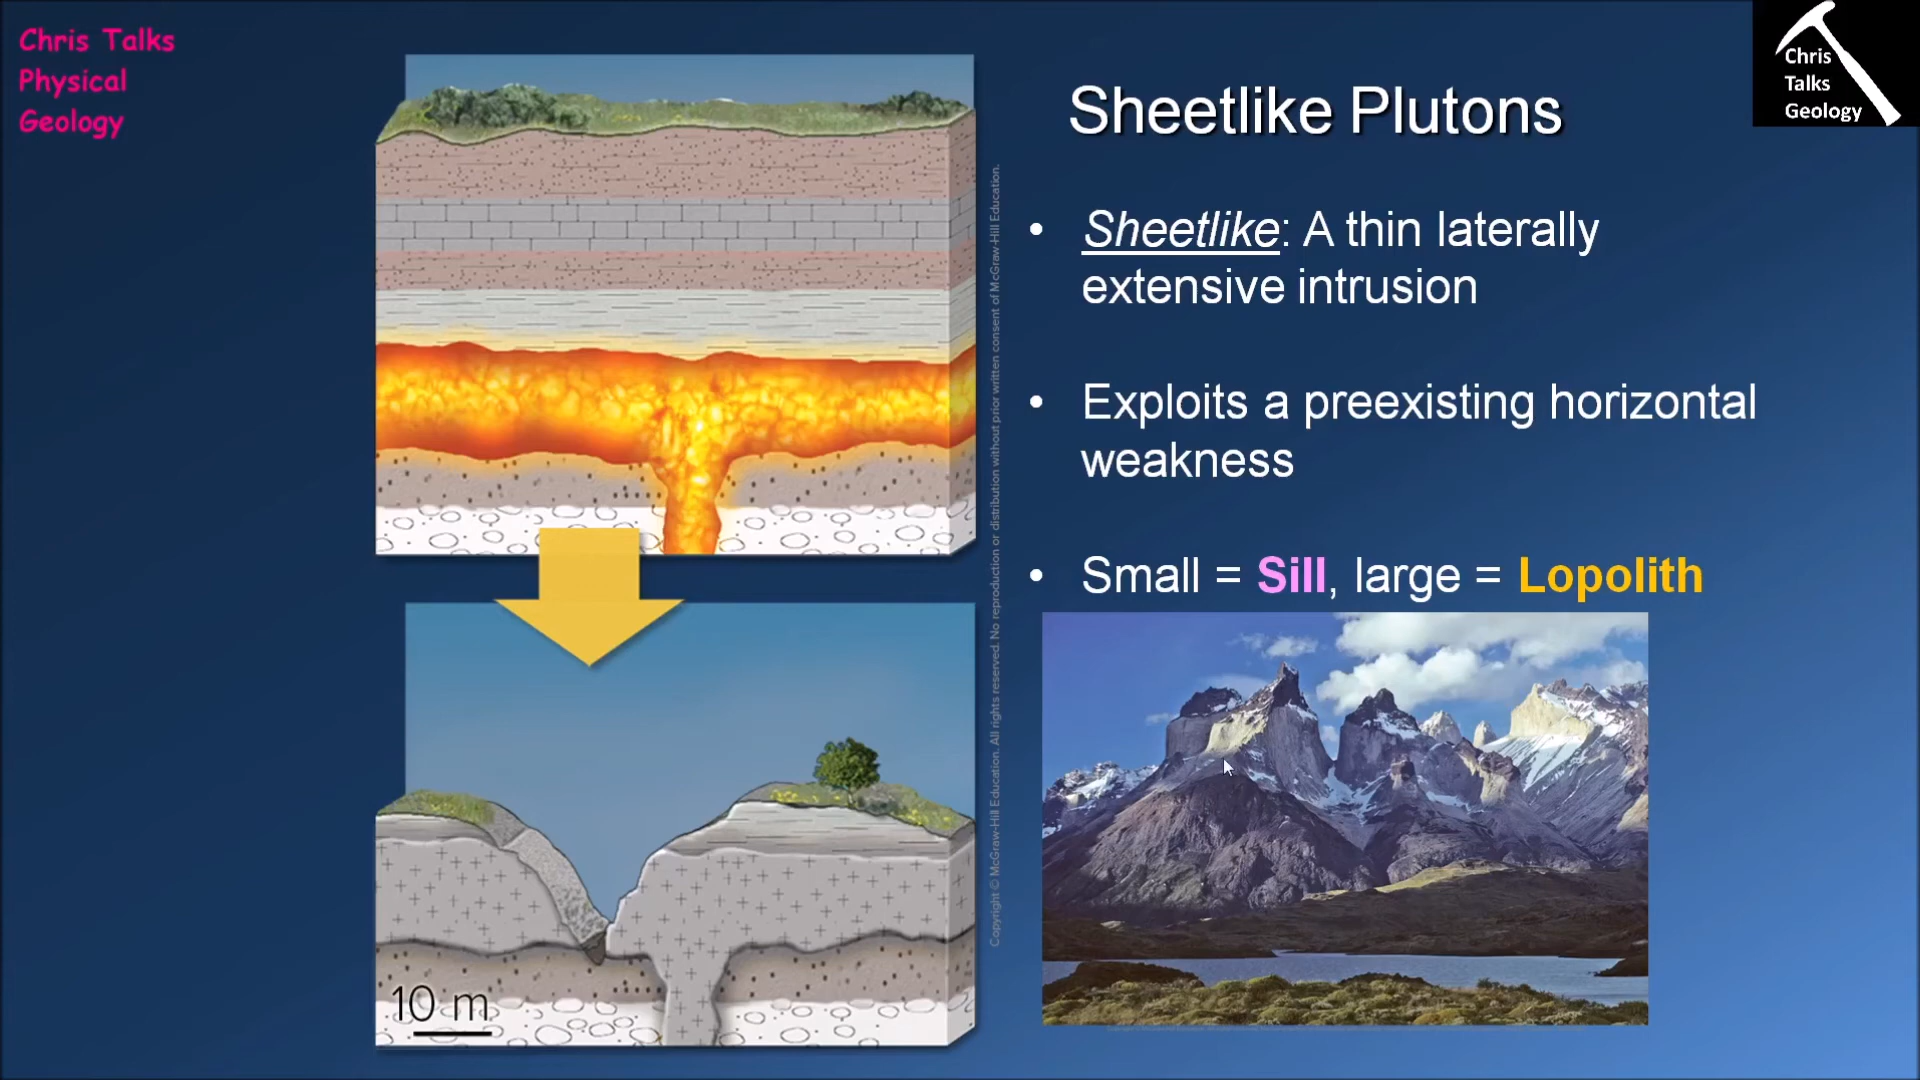 Chris Talks
Physical
Geology
Chris
Talks
Geology
Sheetlike Plutons
• Sheetlike: A thin laterally
extensive intrusion
• Exploits a preexisting horizontal
weakness
• Small = Sill, large = Lopolith
10 m
Copyright © McGraw-Hill Education. All rights reserved. No reproduction or distribution without prior written consent of McGraw-Hill Education.